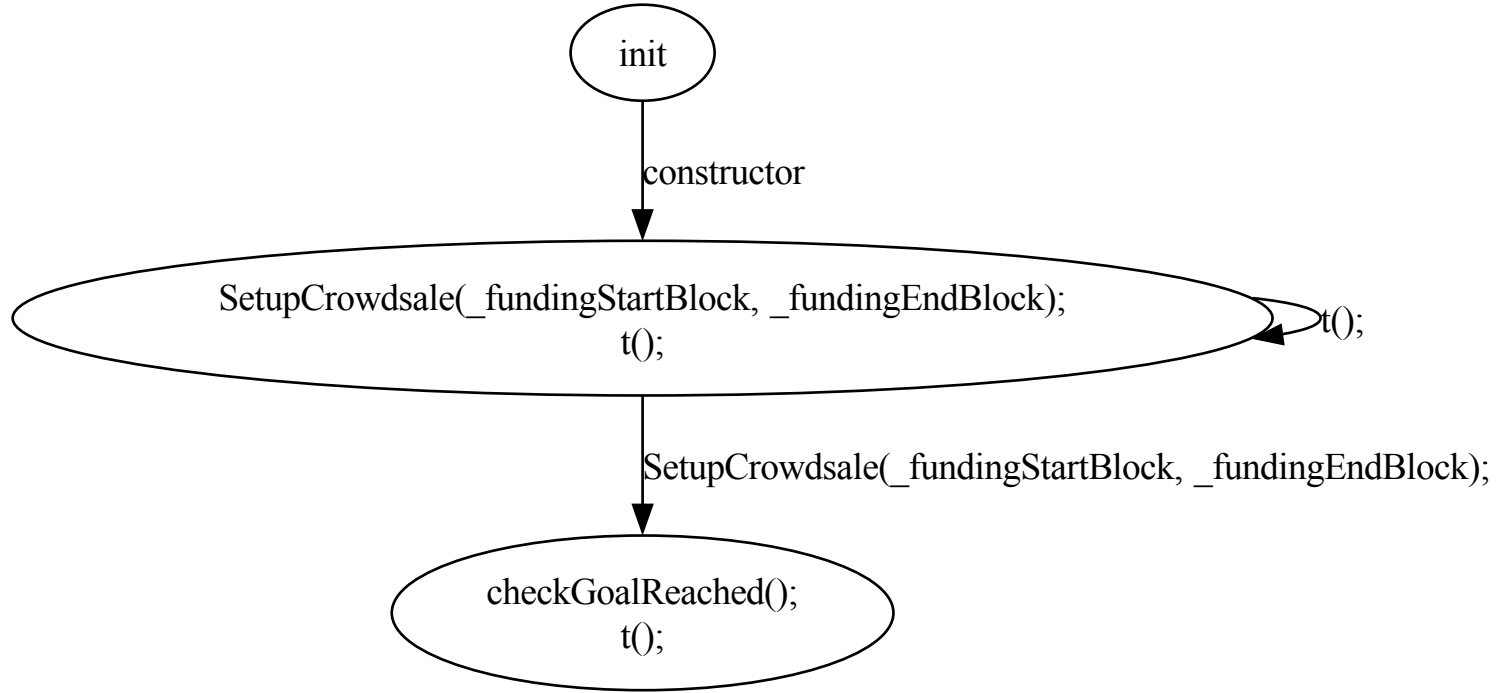 init
constructor
SetupCrowdsale(_fundingStartBlock, _fundingEndBlock);
t();
t();
SetupCrowdsale(_fundingStartBlock, _fundingEndBlock);
checkGoalReached();
t();